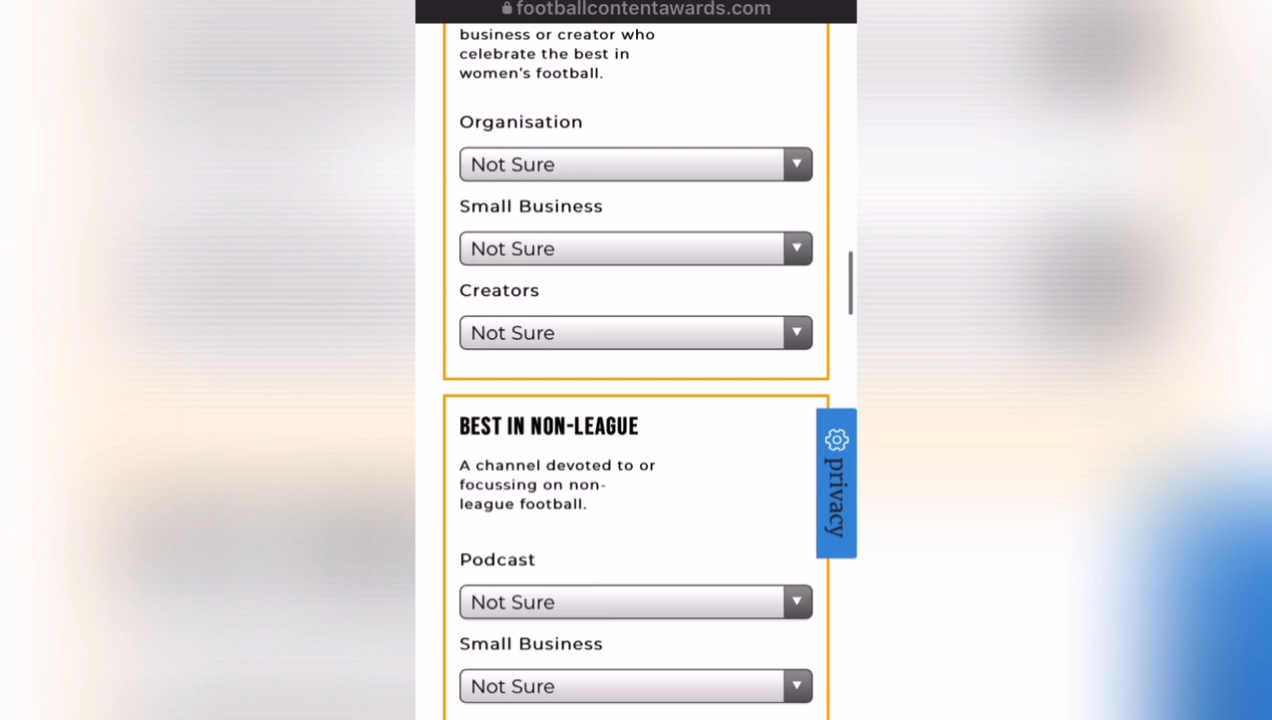 footballcontentawards.com
business or creator who
celebrate the best in
women's football.
Organisation
Not Sure
Small Business
Not Sure
Creators
Not Sure
BEST IN NON-LEAGUE
A channel devoted to or
focussing on non-
league football.
privacy
Podcast
Not Sure
Small Business
Not Sure